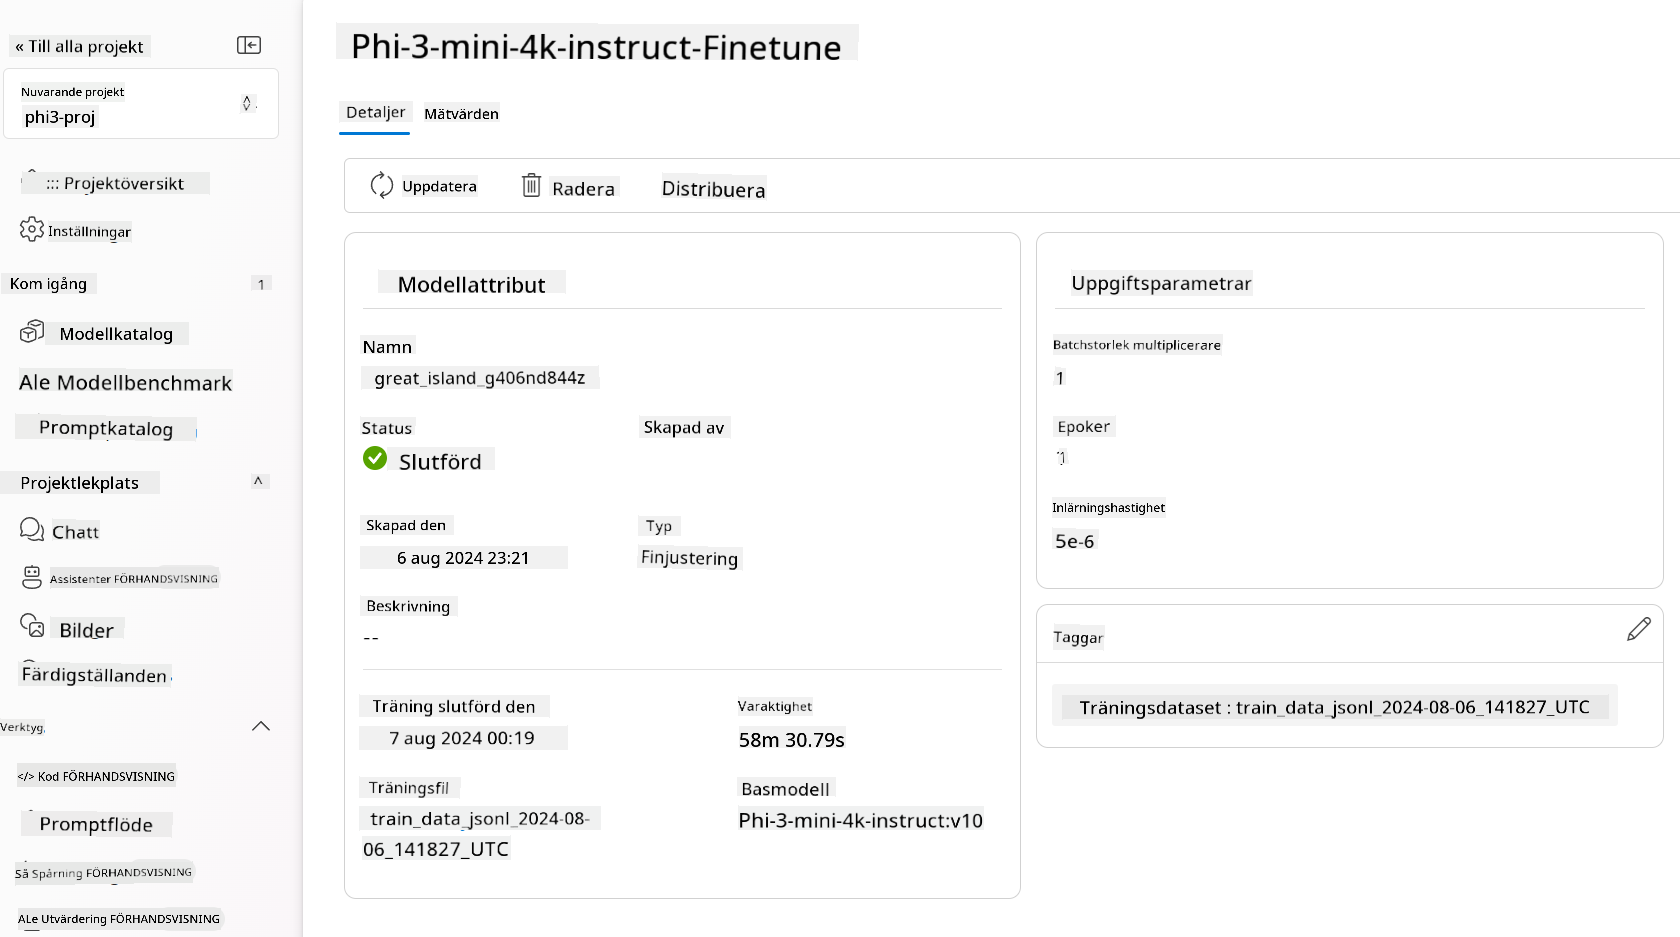 « Till alla projekt
Nuvarande projekt
phi3-proj
::: Projektöversikt
Inställningar
Kom igång
1
Modellkatalog
Ale Modellbenchmark
Promptkatalog
Projektlekplats
^
Chatt
Assistenter FÖRHANDSVISNING
Bilder
Färdigställanden
Verktyg
</> Kod FÖRHANDSVISNING
Promptflöde
Så Spårning FÖRHANDSVISNING
ALe Utvärdering FÖRHANDSVISNING
Phi-3-mini-4k-instruct-Finetune
Detaljer
Mätvärden
Uppdatera
Radera
Distribuera
Modellattribut
Namn
great_island_g406nd844z
Status
Skapad av
Slutförd
Skapad den
Typ
6 aug 2024 23:21
Finjustering
Beskrivning
--
Träning slutförd den
Varaktighet
7 aug 2024 00:19
58m 30.79s
Träningsfil
Basmodell
train_data_jsonl_2024-08-
06_141827_UTC
Phi-3-mini-4k-instruct:v10
Uppgiftsparametrar
Batchstorlek multiplicerare
1
Epoker
1
Inlärningshastighet
5e-6
Taggar
Träningsdataset : train_data_jsonl_2024-08-06_141827_UTC